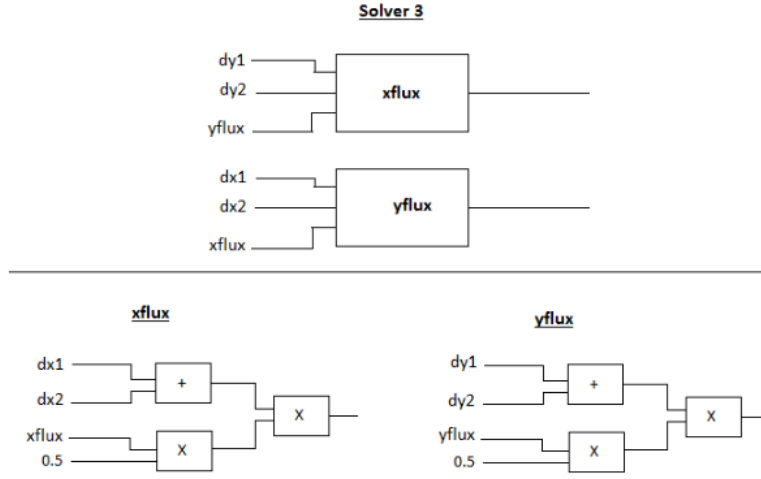 Solver 3
dy1
dy2
yflux
xflux
dx1
dx2
xflux
yflux
xflux
dx1
dx2
xflux
0.5
+
X
X
yflux
dy1
dy2
yflux
0.5
+
X
X